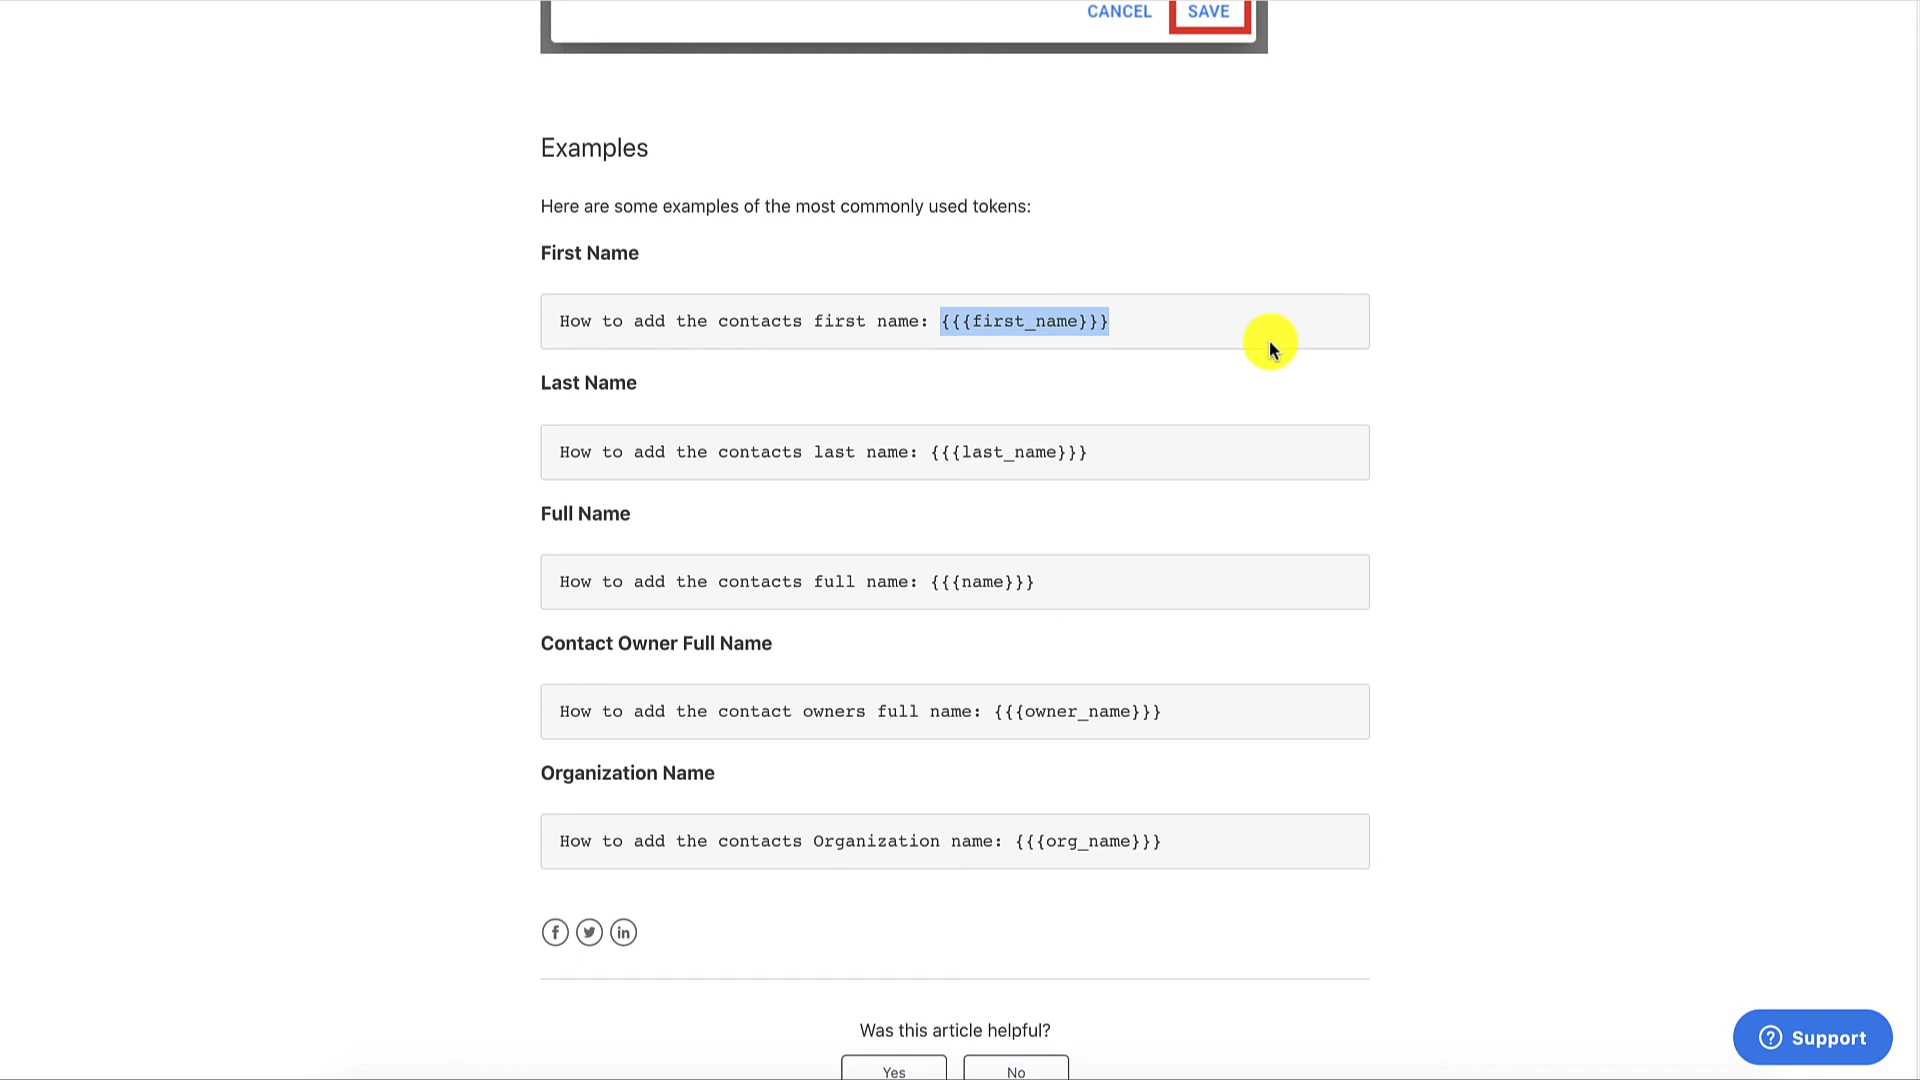 CANCEL SAVE
Examples
Here are some examples of the most commonly used tokens:
First Name
How to add the contacts first name: {{{first_name}}}
Last Name
How to add the contacts last name: {{{last_name}}}
Full Name
How to add the contacts full name: {{{name}}}
Contact Owner Full Name
How to add the contact owners full name: {{{owner_name}}}
Organization Name
How to add the contacts Organization name: {{{org_name}}}
Was this article helpful?
Yes No
Support